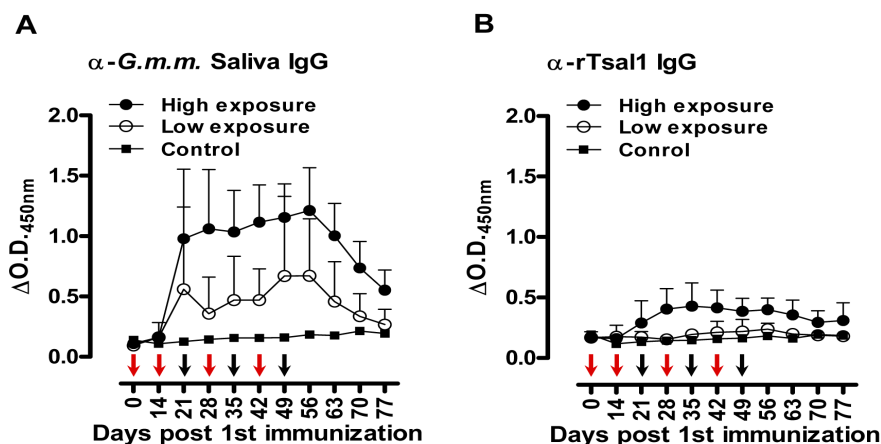 A
α-G.m.m. Saliva IgG
High exposure
Low exposure
Control
2.0
1.5
1.0
0.5
0.0
ΔO.D.450nm
0 14 21 28 35 42 49 56 63 70 77
Days post 1st immunization
B
α-rTsal1 IgG
High exposure
Low exposure
Conrol
2.0
1.5
1.0
0.5
0.0
ΔO.D.450nm
0 14 21 28 35 42 49 56 63 70 77
Days post 1st immunization